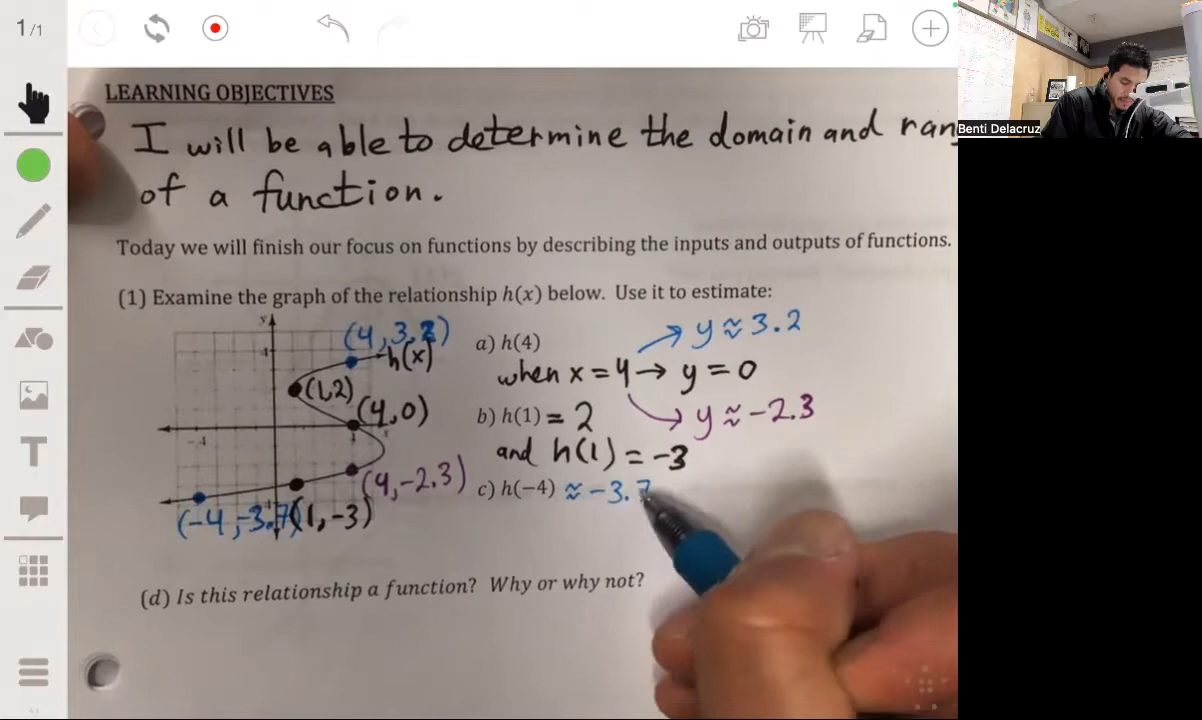 1/1
Benti Delacruz
LEARNING OBJECTIVES
I will be able to determine the domain and ran
of a function.
Today we will finish our focus on functions by describing the inputs and outputs of functions.
(1) Examine the graph of the relationship h(x) below. Use it to estimate:
y
(4, 3.2)
h(x)
(1,2)
(4,0)
(4,-2.3)
(-4,-3.7)
(1,-3)
a) h(4)
y ≈ 3.2
when x = 4 → y = 0
b) h(1) = 2
y ≈ -2.3
and h(1) = -3
c) h(−4) ≈ -3.7
(d) Is this relationship a function? Why or why not?
T